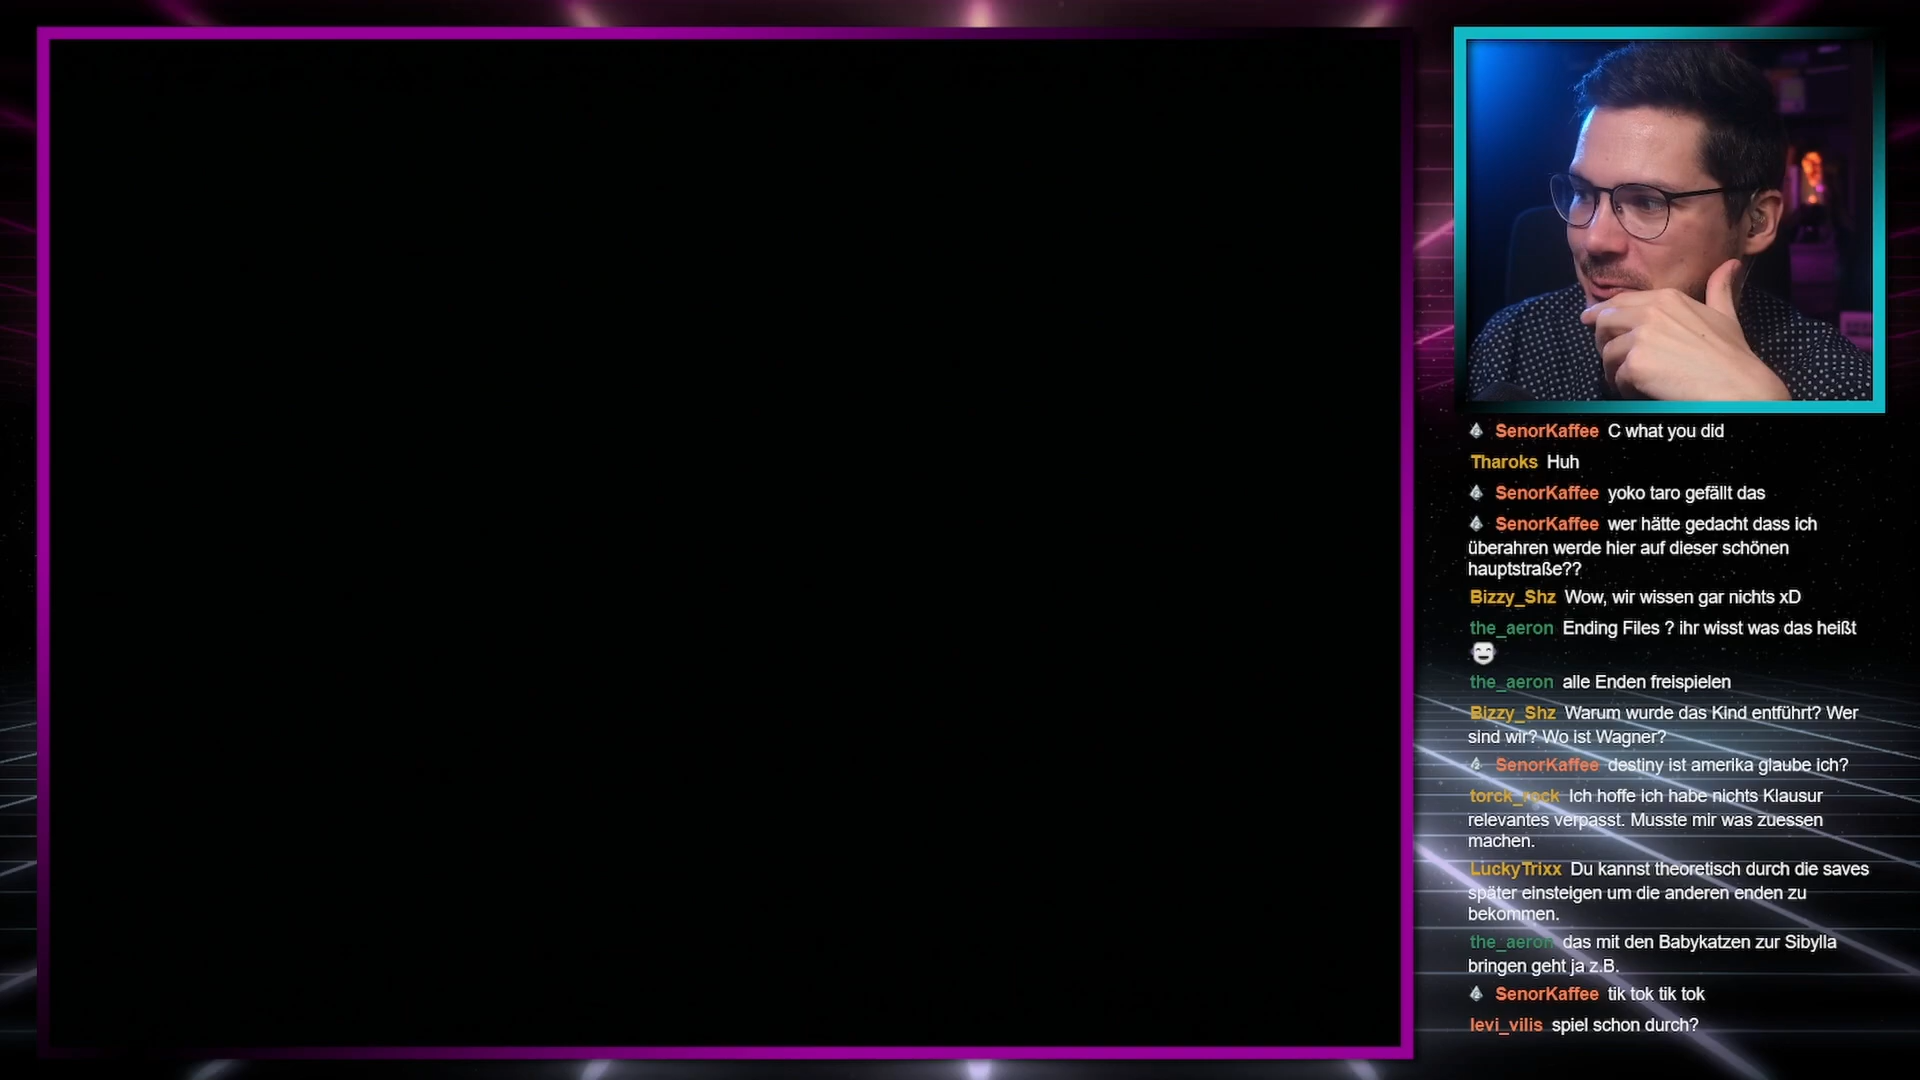 SenorKaffee C what you did
Tharoks Huh
SenorKaffee yoko taro gefällt das
SenorKaffee wer hätte gedacht dass ich
überahren werde hier auf dieser schönen
hauptstraße??
Bizzy_Shz Wow, wir wissen gar nichts xD
the_aeron Ending Files ? ihr wisst was das heißt
the_aeron alle Enden freispielen
Bizzy_Shz Warum wurde das Kind entführt? Wer
sind wir? Wo ist Wagner?
SenorKaffee destiny ist amerika glaube ich?
torck_rock Ich hoffe ich habe nichts Klausur
relevantes verpasst. Musste mir was zuessen
machen.
LuckyTrixx Du kannst theoretisch durch die saves
später einsteigen um die anderen enden zu
bekommen.
the_aeron das mit den Babykatzen zur Sibylla
bringen geht ja z.B.
SenorKaffee tik tok tik tok
levi_vilis spiel schon durch?